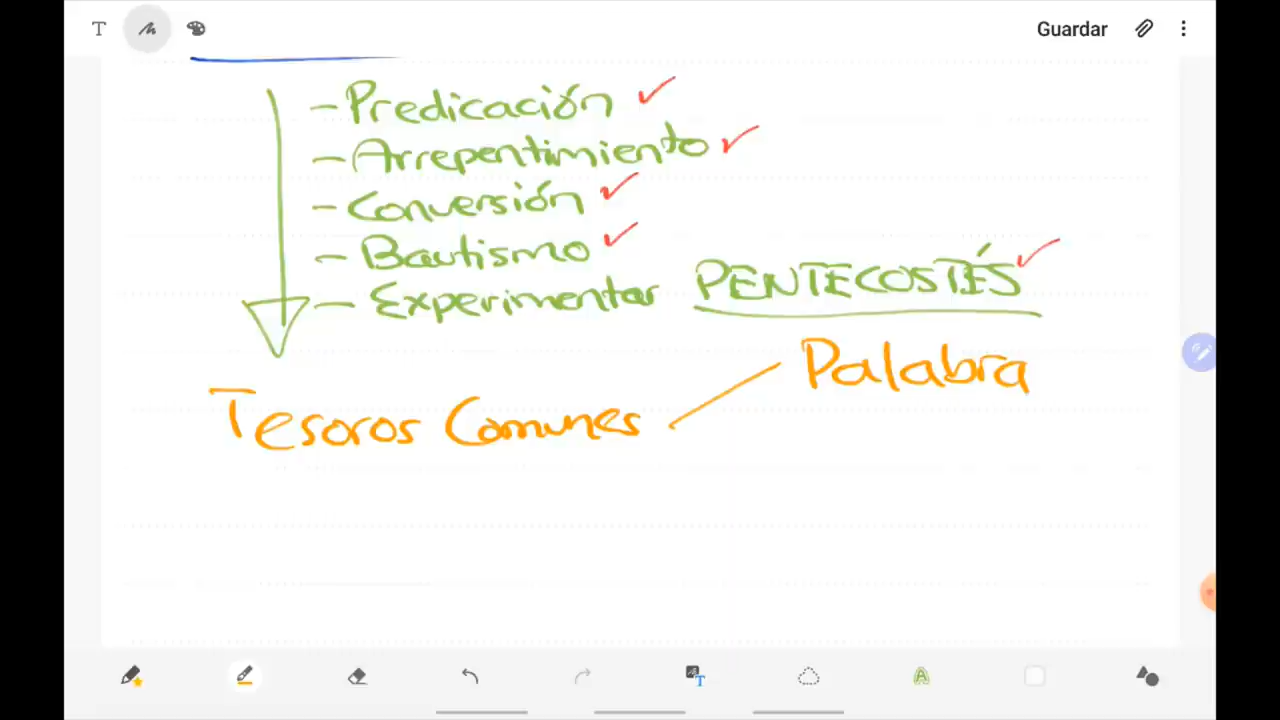 T
Guardar
- Predicación ✓
- Arrepentimiento ✓
- Conversión ✓
- Bautismo ✓
- Experimentar PENTECOSTÉS ✓
Palabra
Tesoros Comunes
T
A